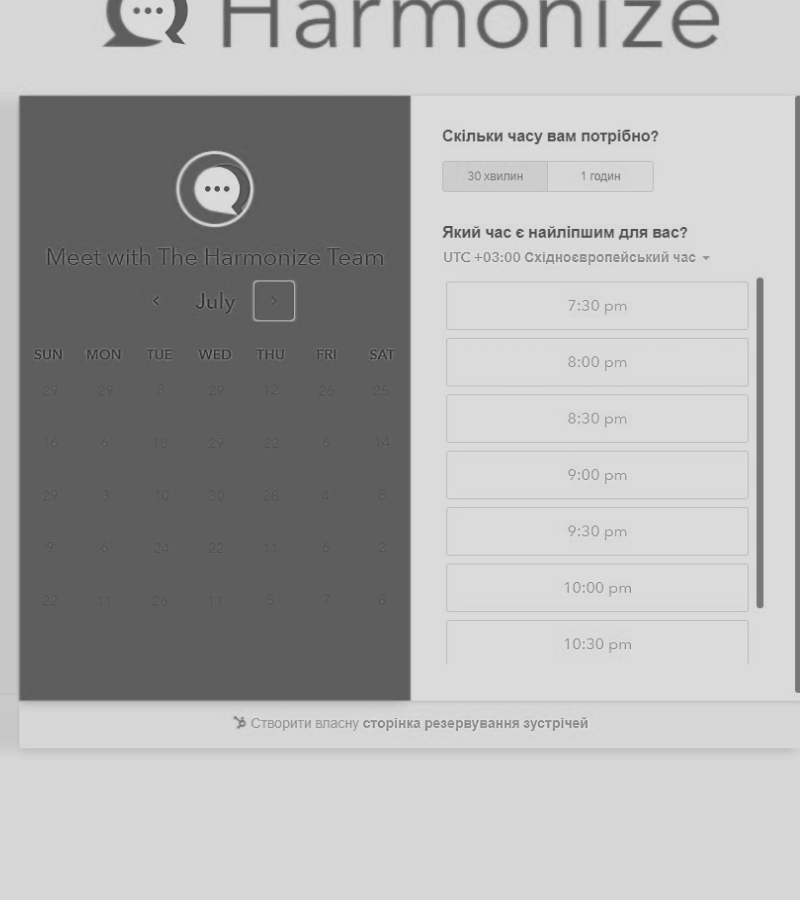 Harmonize
Meet with The Harmonize Team
July
SUN MON TUE WED THU FRI SAT
29 29 8 29 12 26 25
16 6 18 29 22 6 14
29 3 10 30 28 4 8
9 6 24 22 11 6 2
22 11 26 11 5 7 8
Скільки часу вам потрібно?
30 хвилин 1 годин
Який час є найліпшим для вас?
UTC +03:00 Східноєвропейський час
7:30 pm
8:00 pm
8:30 pm
9:00 pm
9:30 pm
10:00 pm
10:30 pm
Створити власну сторінка резервування зустрічей